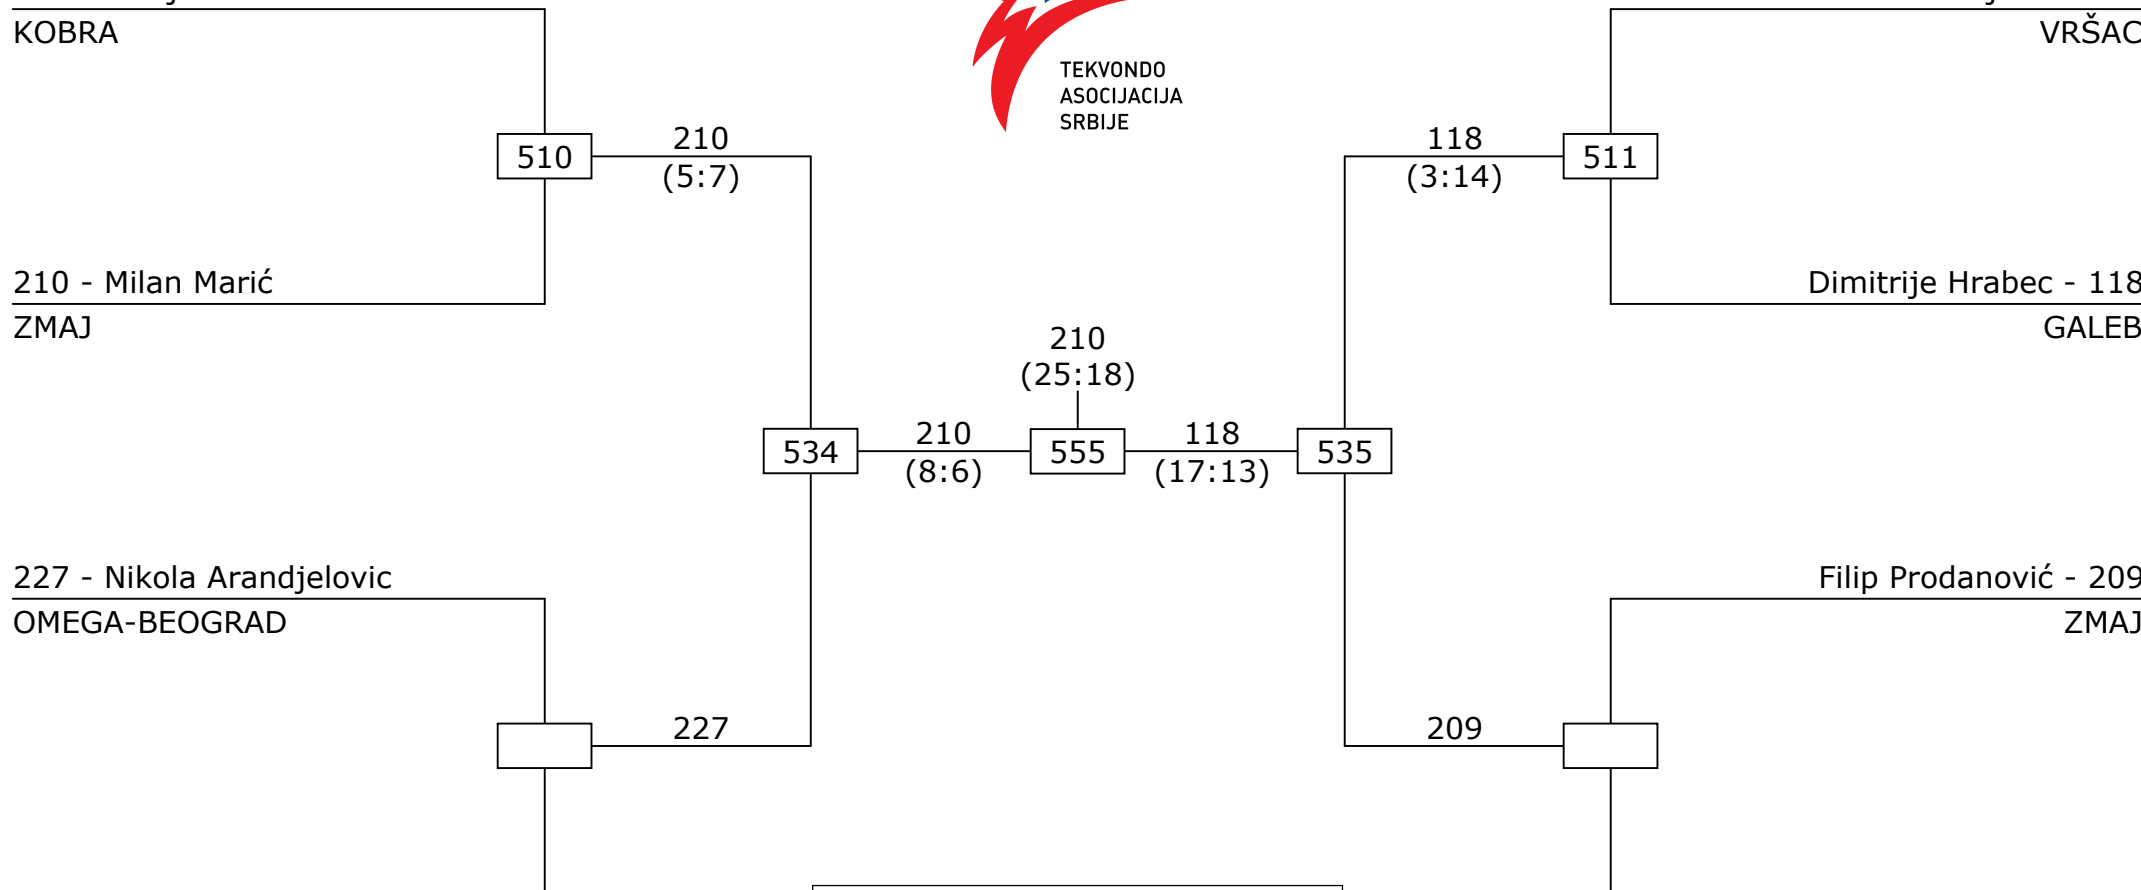 KOBRA
VRŠAC
TEKVONDO
ASOCIJACIJA
SRBIJE
510
210
(5:7)
118
(3:14)
511
210 - Milan Marić
ZMAJ
Dimitrije Hrabec - 118
GALEB
210
(25:18)
534
210
(8:6)
555
118
(17:13)
535
227 - Nikola Arandjelovic
OMEGA-BEOGRAD
Filip Prodanović - 209
ZMAJ
227
209